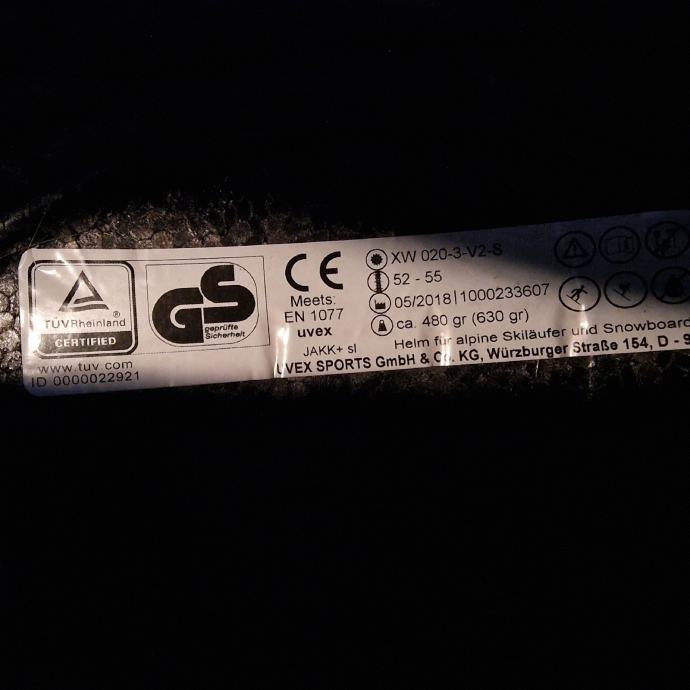 TÜVRheinland®
CERTIFIED
www.tuv.com
ID 0000022921
GS
geprüfte
Sicherheit
CE
Meets:
EN 1077
uvex
JAKK+ sl
XW 020-3-V2-S
52 - 55
05/2018|1000233607
ca. 480 gr (630 gr)
Helm für alpine Skiläufer und Snowboard
UVEX SPORTS GmbH & Co. KG, Würzburger Straße 154, D - 9